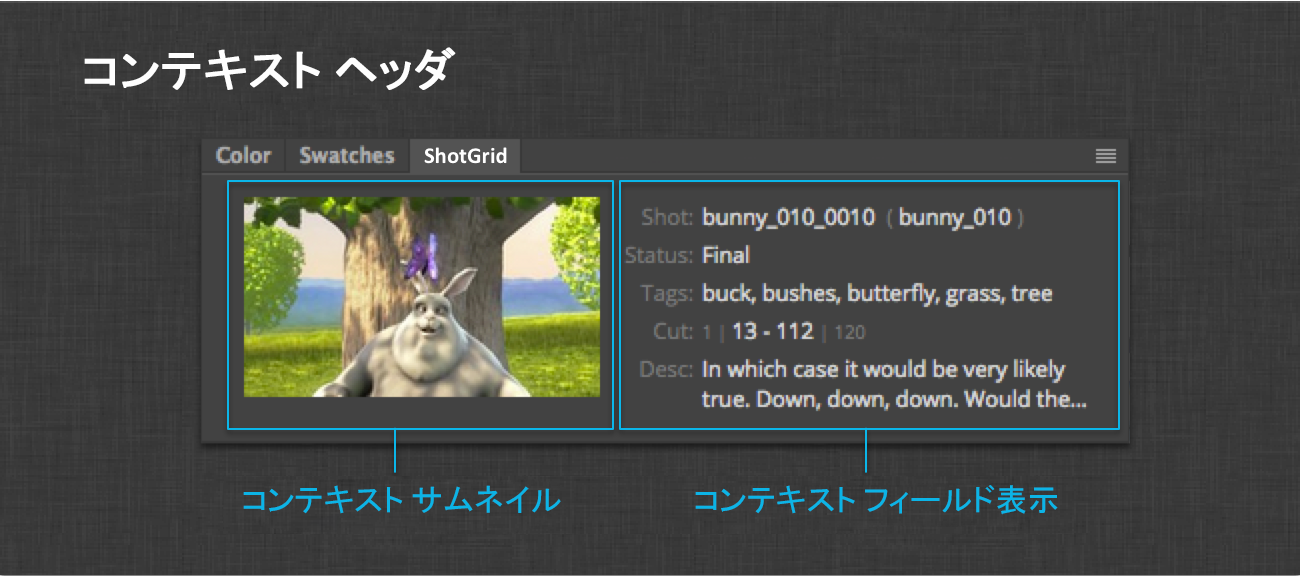 コンテキスト ヘッダ
Color Swatches ShotGrid
Shot: bunny_010_0010 ( bunny_010 )
Status: Final
Tags: buck, bushes, butterfly, grass, tree
Cut: 1 | 13 - 112 | 120
Desc: In which case it would be very likely
true. Down, down, down. Would the...
コンテキスト サムネイル コンテキスト フィールド表示